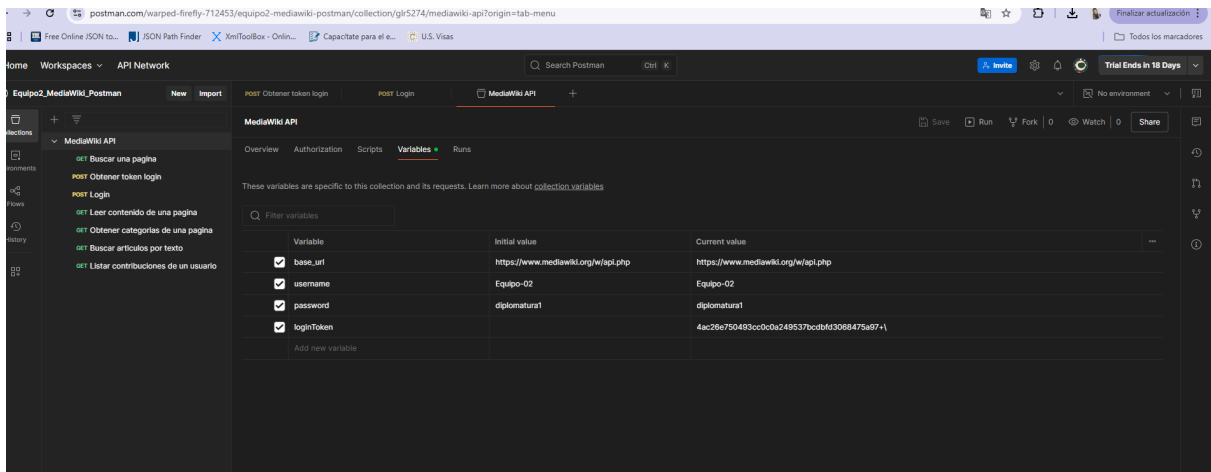 postman.com/warped-firefly-712453/equipo2-mediawiki-postman/collection/glr5274/mediawiki-api?origin=tab-menu
Finalizar actualización
Free Online JSON to... JSON Path Finder XmlToolBox - Onlin... Capacítate para el e... U.S. Visas
Todos los marcadores
Home Workspaces API Network
Search Postman Ctrl K
Invite
Trial Ends in 18 Days
Equipo2_MediaWiki_Postman New Import
POST Obtener token login POST Login MediaWiki API
No environment
MediaWiki API
Save Run Fork 0 Watch 0 Share
Overview Authorization Scripts Variables Runs
These variables are specific to this collection and its requests. Learn more about collection variables
Filter variables
Variable Initial value Current value
base_url https://www.mediawiki.org/w/api.php https://www.mediawiki.org/w/api.php
username Equipo-02 Equipo-02
password diplomatura1 diplomatura1
loginToken 4ac26e750493cc0c0a249537bcdbfd3068475a97+\
Add new variable
llections
ironments
Flows
History
MediaWiki API
GET Buscar una pagina
POST Obtener token login
POST Login
GET Leer contenido de una pagina
GET Obtener categorias de una pagina
GET Buscar articulos por texto
GET Listar contribuciones de un usuario